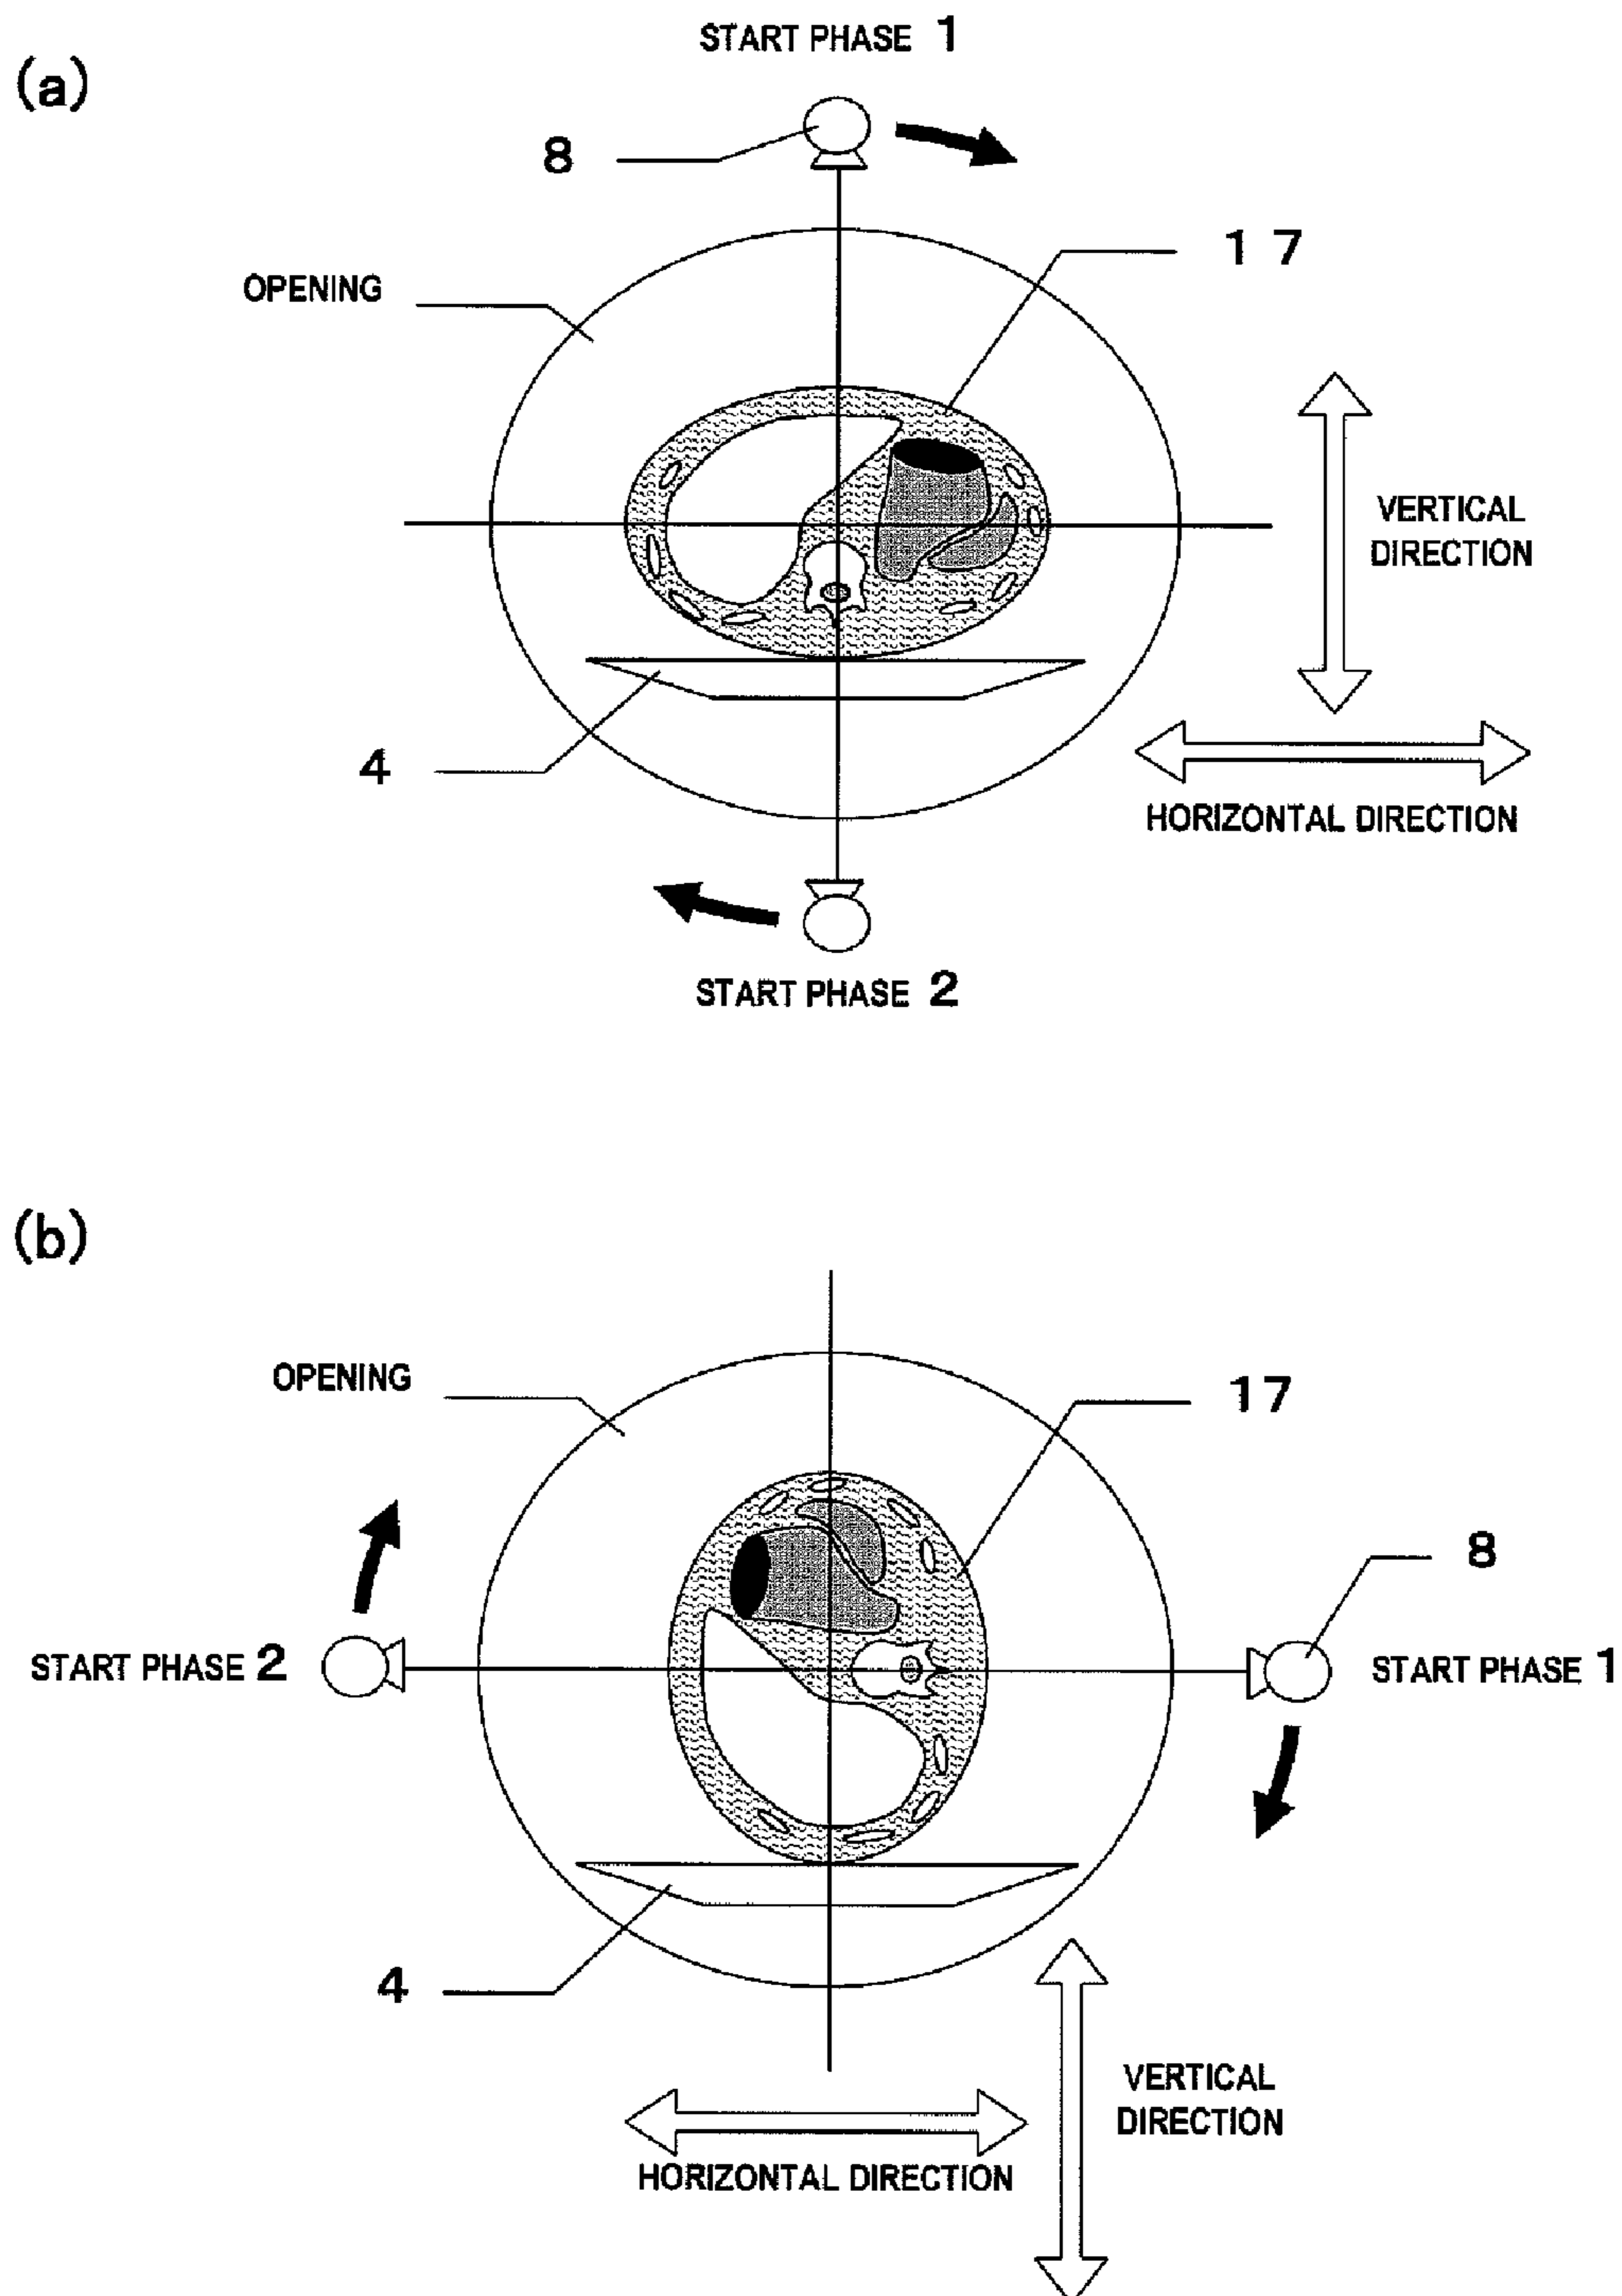 (a)
START PHASE 1
8
17
OPENING
VERTICAL
DIRECTION
4
HORIZONTAL DIRECTION
START PHASE 2
(b)
OPENING
17
8
START PHASE 2
START PHASE 1
4
VERTICAL
DIRECTION
HORIZONTAL DIRECTION